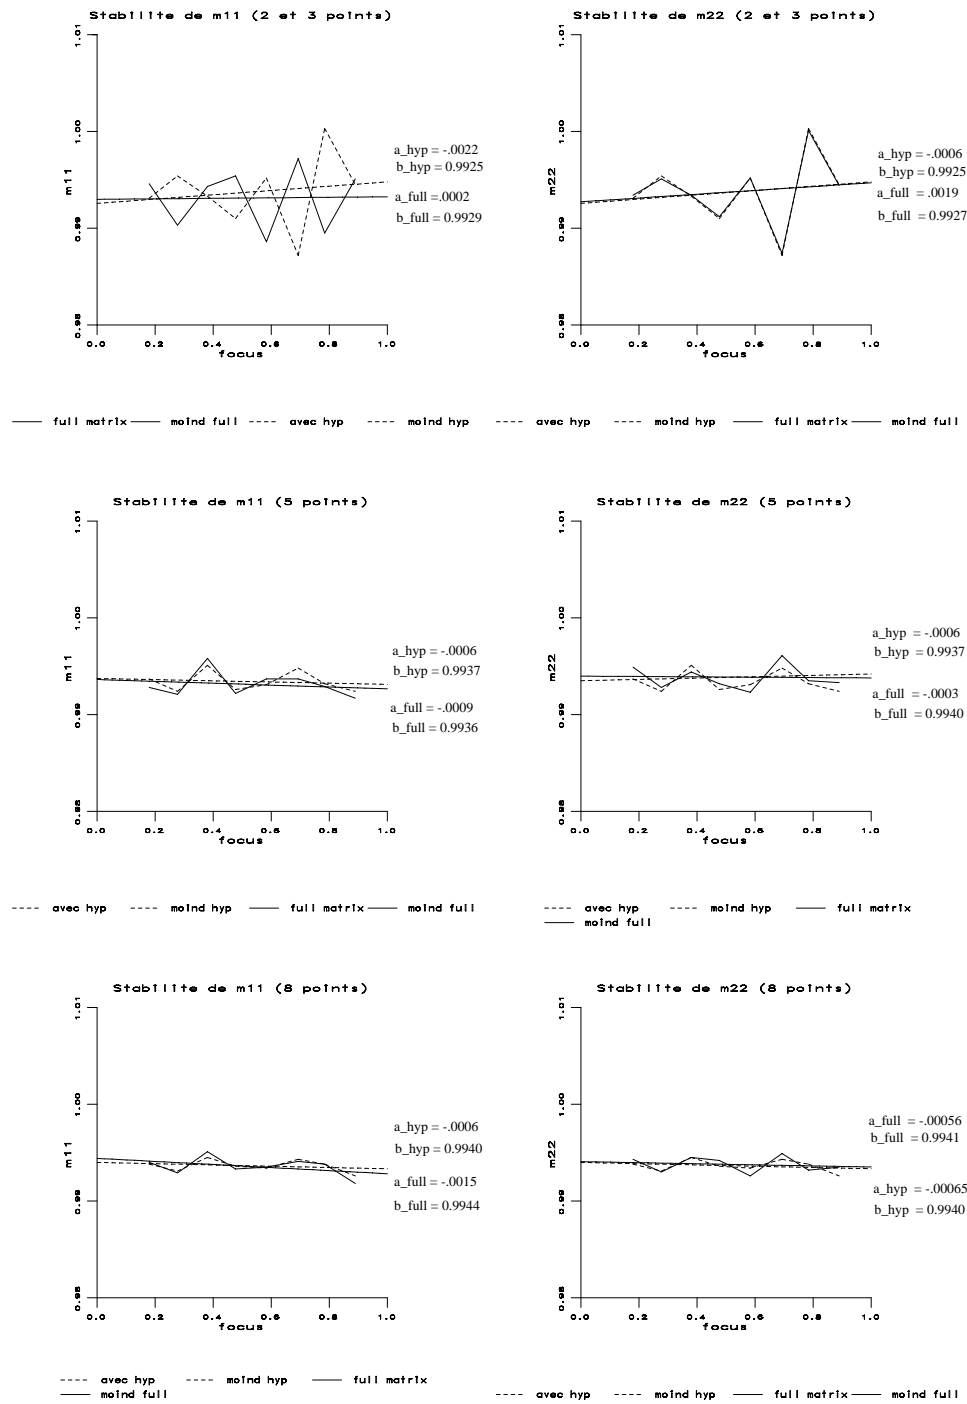 Stabilite de m11 (2 et 3 points)
1.01
1.00
0.99
0.98
m11
0.0 0.2 0.4 0.6 0.8 1.0
focus
a_hyp = -.0022
b_hyp = 0.9925
a_full =.0002
b_full = 0.9929
full matrix moind full avec hyp moind hyp
Stabilite de m22 (2 et 3 points)
1.01
1.00
0.99
0.98
m22
0.0 0.2 0.4 0.6 0.8 1.0
focus
a_hyp = -.0006
b_hyp = 0.9925
a_full = .0019
b_full = 0.9927
avec hyp moind hyp full matrix moind full
Stabilite de m11 (5 points)
1.01
1.00
0.99
0.98
m11
0.0 0.2 0.4 0.6 0.8 1.0
focus
a_hyp = -.0006
b_hyp = 0.9937
a_full = -.0009
b_full = 0.9936
avec hyp moind hyp full matrix moind full
Stabilite de m22 (5 points)
1.01
1.00
0.99
0.98
m22
0.0 0.2 0.4 0.6 0.8 1.0
focus
a_hyp = -.0006
b_hyp = 0.9937
a_full = -.0003
b_full = 0.9940
avec hyp moind hyp full matrix
moind full
Stabilite de m11 (8 points)
1.01
1.00
0.99
0.98
m11
0.0 0.2 0.4 0.6 0.8 1.0
focus
a_hyp = -.0006
b_hyp = 0.9940
a_full = -.0015
b_full = 0.9944
avec hyp moind hyp full matrix
moind full
Stabilite de m22 (8 points)
1.01
1.00
0.99
0.98
m22
0.0 0.2 0.4 0.6 0.8 1.0
focus
a_full = -.00056
b_full = 0.9941
a_hyp = -.00065
b_hyp = 0.9940
avec hyp moind hyp full matrix moind full